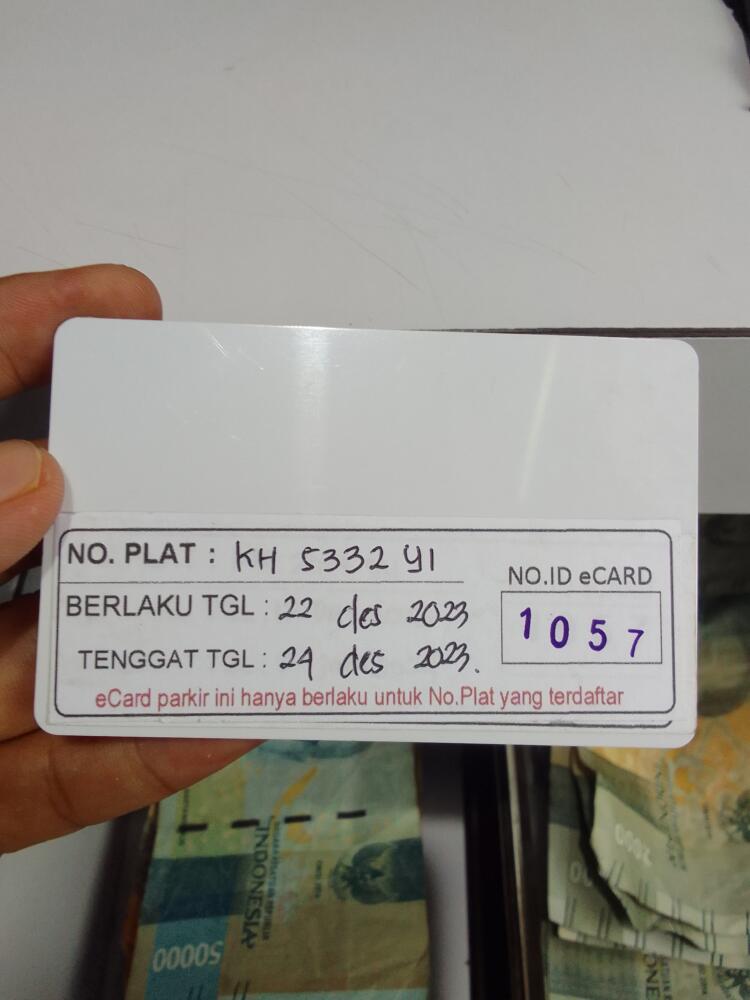 NO. PLAT : KH 5332 YI
NO.ID eCARD
BERLAKU TGL : 22 des 2023
1057
TENGGAT TGL : 24 des 2023.
eCard parkir ini hanya berlaku untuk No.Plat yang terdaftar
INDONESIA
50000
2000